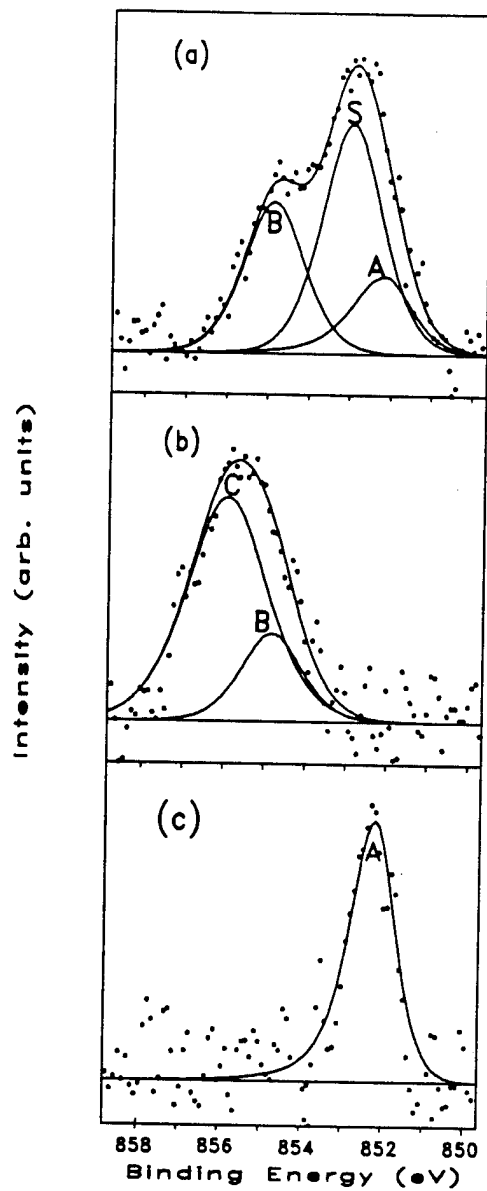 (a)
S
B
A
(b)
C
B
(c)
A
Intensity (arb. units)
858 856 854 852 850
Binding Energy (eV)